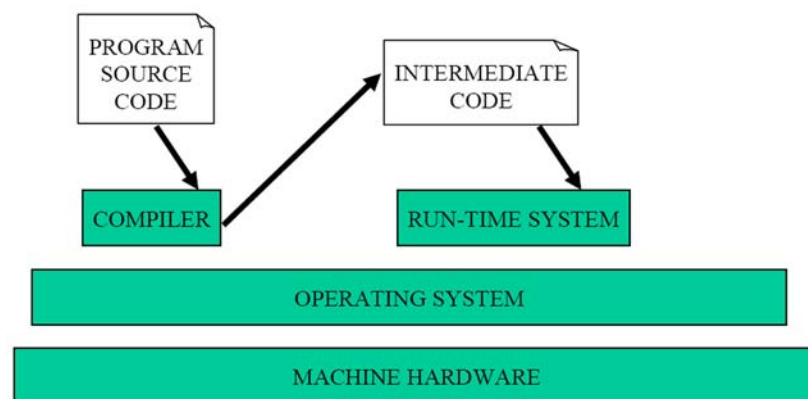 PROGRAM
SOURCE
CODE
INTERMEDIATE
CODE
COMPILER
RUN-TIME SYSTEM
OPERATING SYSTEM
MACHINE HARDWARE